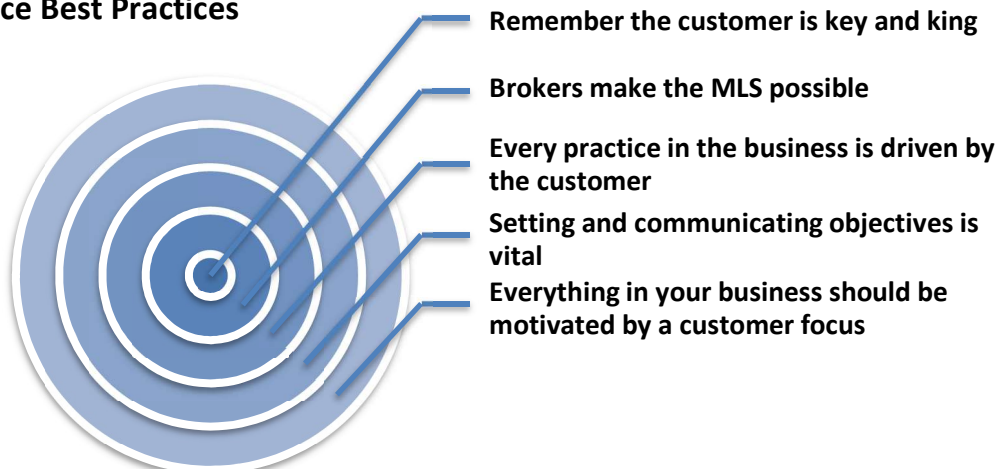 ce Best Practices
Remember the customer is key and king
Brokers make the MLS possible
Every practice in the business is driven by
the customer
Setting and communicating objectives is
vital
Everything in your business should be
motivated by a customer focus